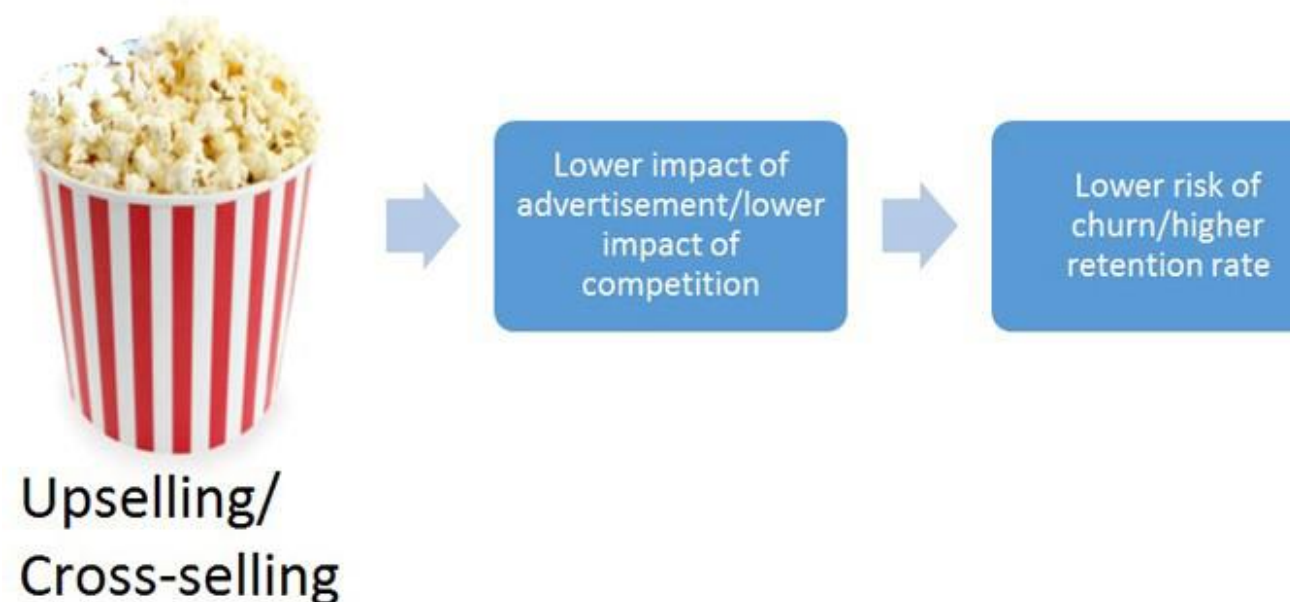 Lower impact of
advertisement/lower
impact of
competition
Lower risk of
churn/higher
retention rate
Upselling/
Cross-selling